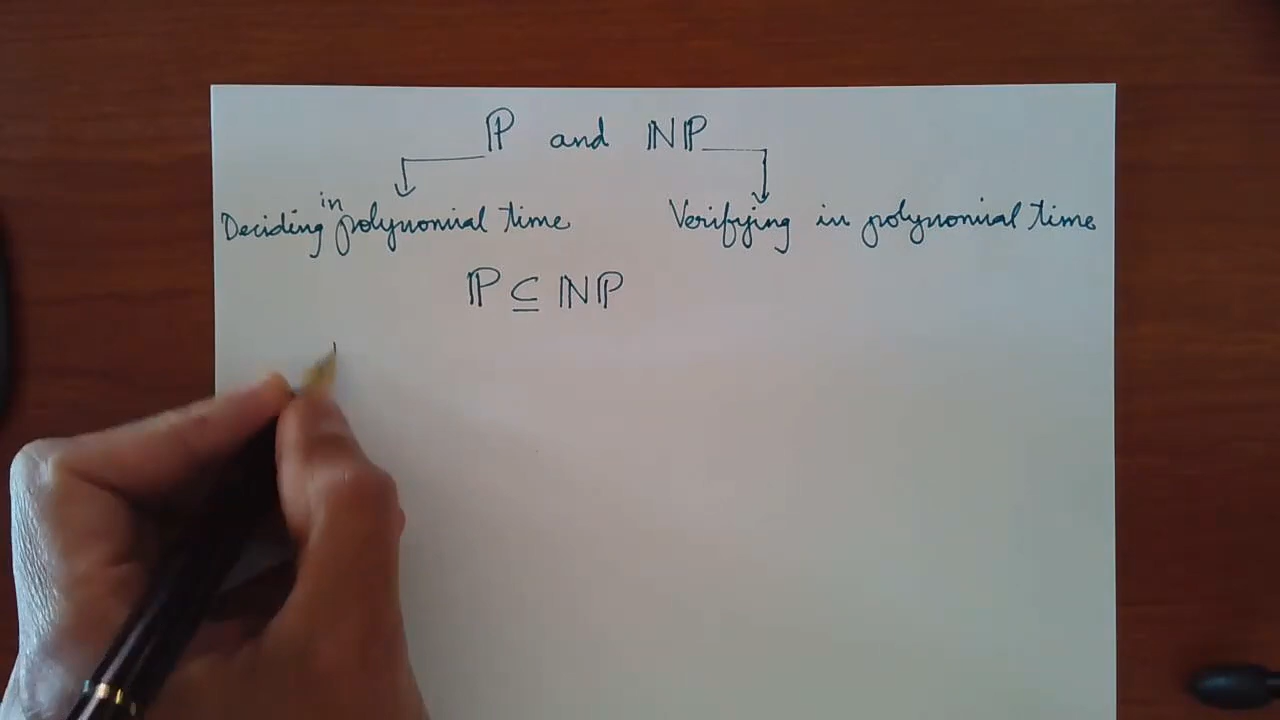 ℙ and ℕℙ
Deciding in polynomial time
Verifying in polynomial time
ℙ ⊆ ℕℙ